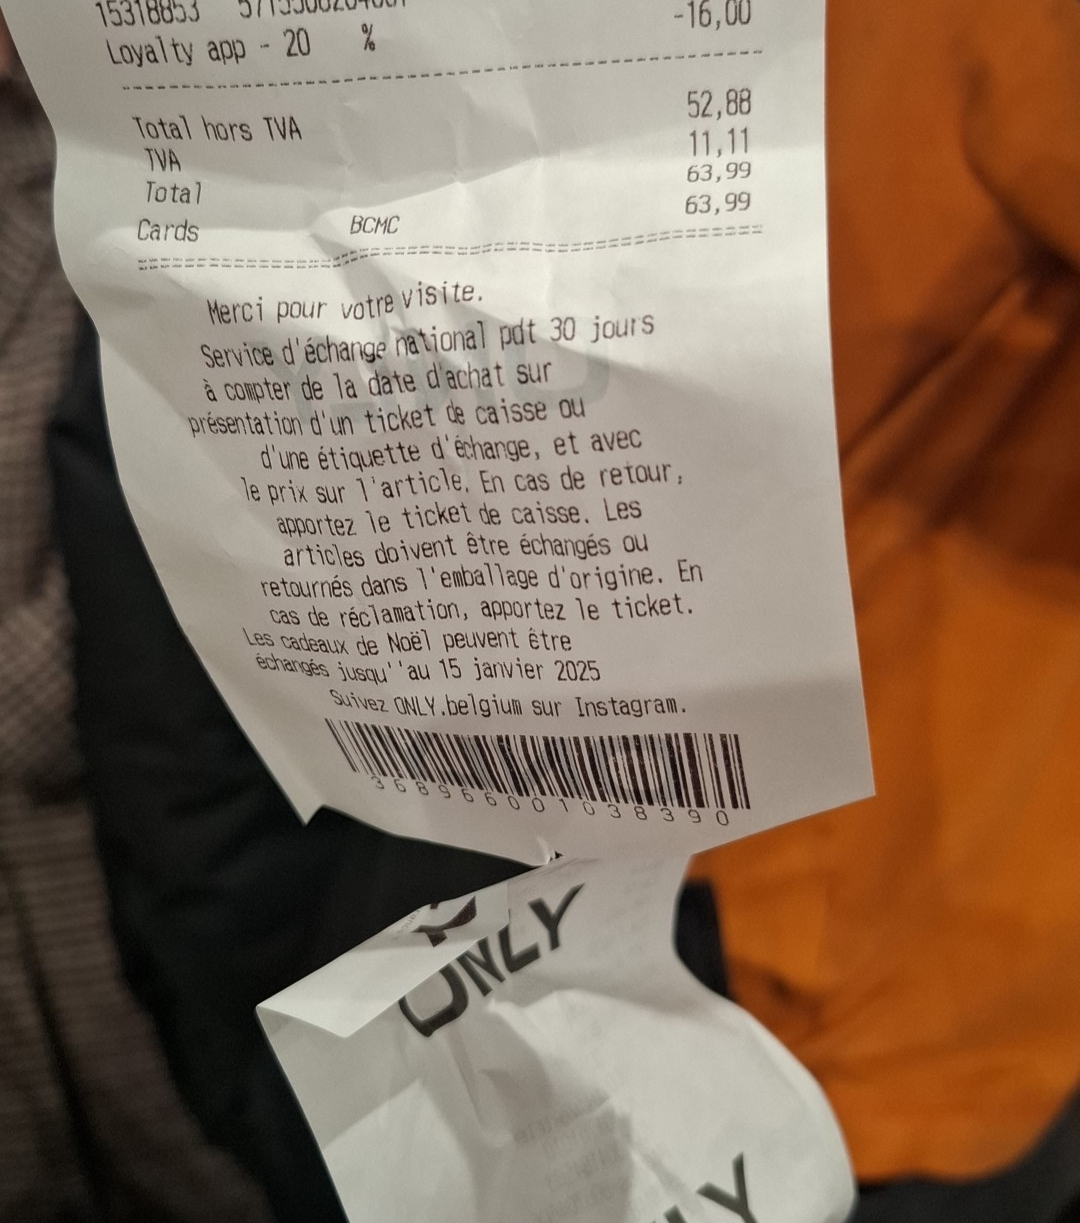 15318853
-16,00
Loyalty app - 20 %
Total hors TVA 52,88
TVA 11,11
Total 63,99
Cards BCMC 63,99
Merci pour votre visite.
Service d'échange national pdt 30 jours
à compter de la date d'achat sur
présentation d'un ticket de caisse ou
d'une étiquette d'échange, et avec
le prix sur l'article. En cas de retour,
apportez le ticket de caisse. Les
articles doivent être échangés ou
retournés dans l'emballage d'origine. En
cas de réclamation, apportez le ticket.
Les cadeaux de Noël peuvent être
échangés jusqu''au 15 janvier 2025
Suivez ONLY.belgium sur Instagram.
368966001038390
ONLY
LY